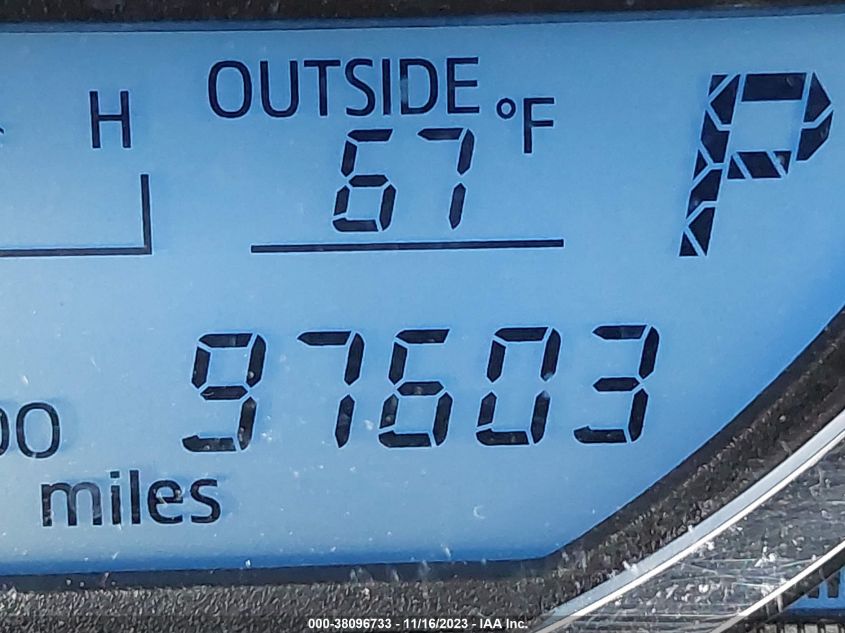 OUTSIDE
H
67 °F
P
97603
00
miles
000-38096733 - 11/16/2023 - IAA Inc.